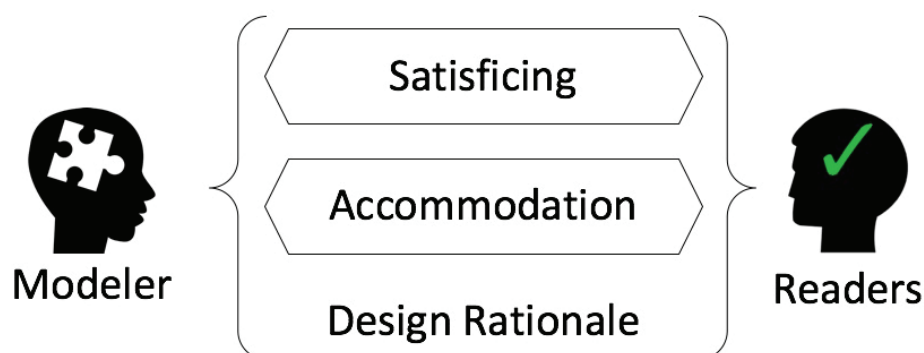 Satisficing
Accommodation
Design Rationale
Modeler
Readers